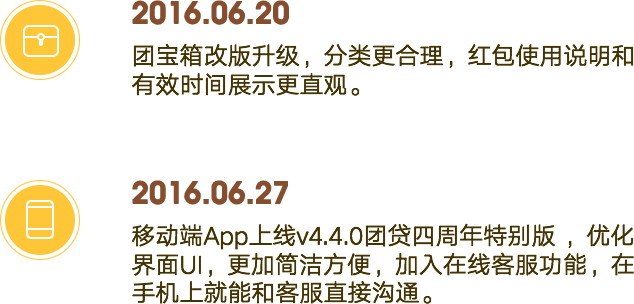 2016.06.20
团宝箱改版升级，分类更合理，红包使用说明和
有效时间展示更直观。
2016.06.27
移动端App上线v4.4.0团贷四周年特别版，优化
界面UI，更加简洁方便，加入在线客服功能，在
手机上就能和客服直接沟通。